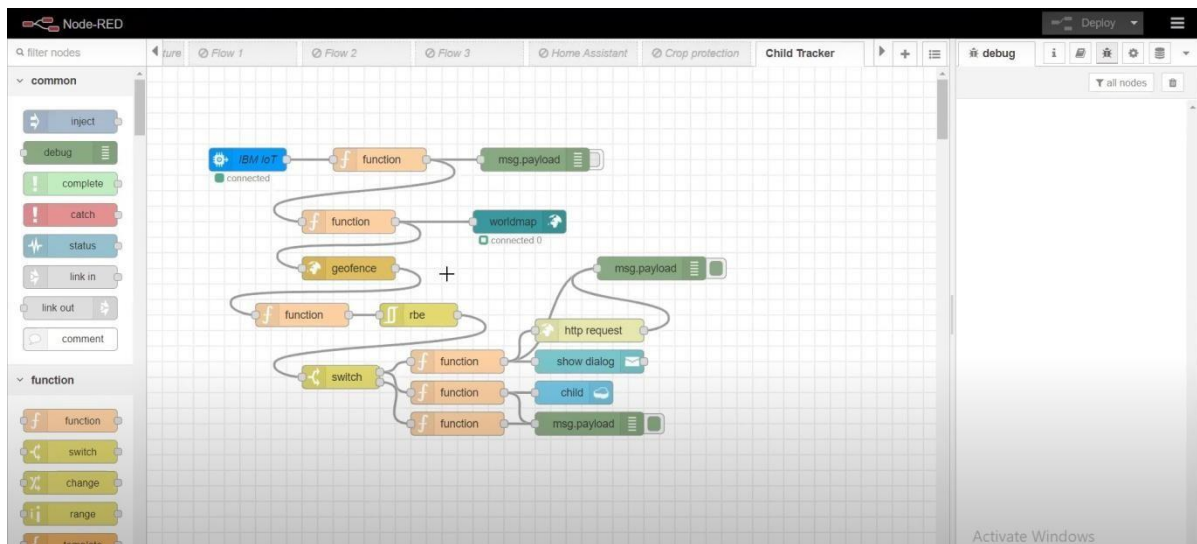 Node-RED
Deploy
filter nodes
ture
Flow 1
Flow 2
Flow 3
Home Assistant
Crop protection
Child Tracker
debug
all nodes
common
inject
debug
complete
catch
status
link in
link out
comment
function
function
switch
change
range
template
IBM IoT
connected
function
msg.payload
function
worldmap
connected 0
geofence
msg.payload
function
rbe
http request
switch
function
show dialog
function
child
function
msg.payload
Activate Windows